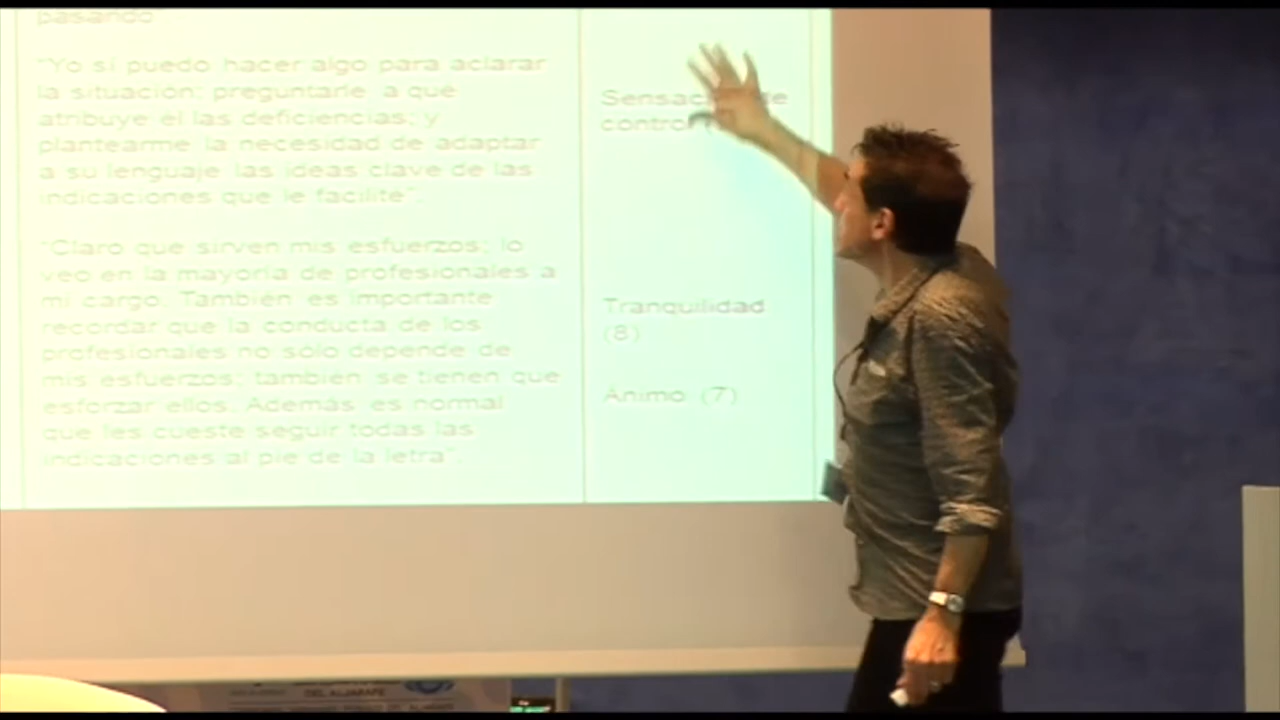 pasando"
"Yo sí puedo hacer algo para aclarar
la situación: preguntarle a qué
atribuye él las deficiencias; y
plantearme la necesidad de adaptar
a su lenguaje las ideas clave de las
indicaciones que le facilite".
"Claro que sirven mis esfuerzos; lo
veo en la mayoría de profesionales a
mi cargo. También es importante
recordar que la conducta de los
profesionales no sólo depende de
mis esfuerzos; también se tienen que
esforzar ellos. Además es normal
que les cueste seguir todas las
indicaciones al pie de la letra".
control
Tranquilidad
(8)
Ánimo (7)
DEL ALJARAFE